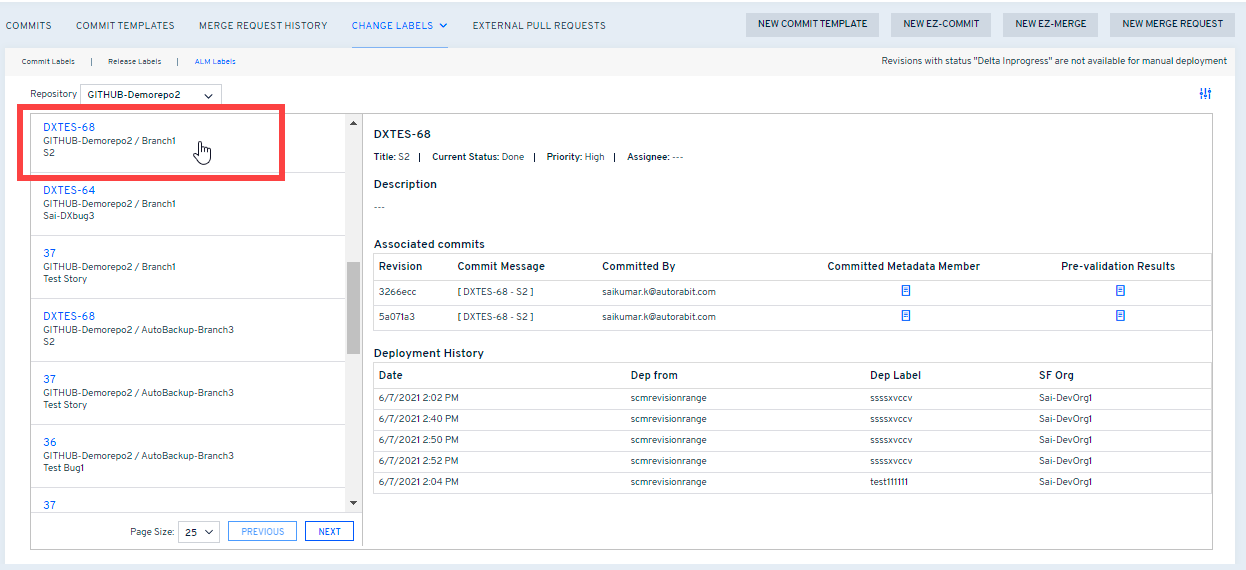 COMMITS COMMIT TEMPLATES MERGE REQUEST HISTORY CHANGE LABELS EXTERNAL PULL REQUESTS NEW COMMIT TEMPLATE NEW EZ-COMMIT NEW EZ-MERGE NEW MERGE REQUEST
Commit Labels | Release Labels | ALM Labels Revisions with status "Delta Inprogress" are not available for manual deployment
Repository GITHUB-Demorepo2
DXTES-68
GITHUB-Demorepo2 / Branch1
S2
DXTES-64
GITHUB-Demorepo2 / Branch1
Sai-DXbug3
37
GITHUB-Demorepo2 / Branch1
Test Story
DXTES-68
GITHUB-Demorepo2 / AutoBackup-Branch3
S2
37
GITHUB-Demorepo2 / AutoBackup-Branch3
Test Story
36
GITHUB-Demorepo2 / AutoBackup-Branch3
Test Bug1
37
Page Size: 25 PREVIOUS NEXT
DXTES-68
Title: S2 | Current Status: Done | Priority: High | Assignee: ---
Description
---
Associated commits
Revision Commit Message Committed By Committed Metadata Member Pre-validation Results
3266ecc [ DXTES-68 - S2 ] saikumar.k@autorabit.com
5a071a3 [ DXTES-68 - S2 ] saikumar.k@autorabit.com
Deployment History
Date Dep from Dep Label SF Org
6/7/2021 2:02 PM scmrevisionrange ssssxvccv Sai-DevOrg1
6/7/2021 2:40 PM scmrevisionrange ssssxvccv Sai-DevOrg1
6/7/2021 2:50 PM scmrevisionrange ssssxvccv Sai-DevOrg1
6/7/2021 2:52 PM scmrevisionrange ssssxvccv Sai-DevOrg1
6/7/2021 2:04 PM scmrevisionrange test111111 Sai-DevOrg1